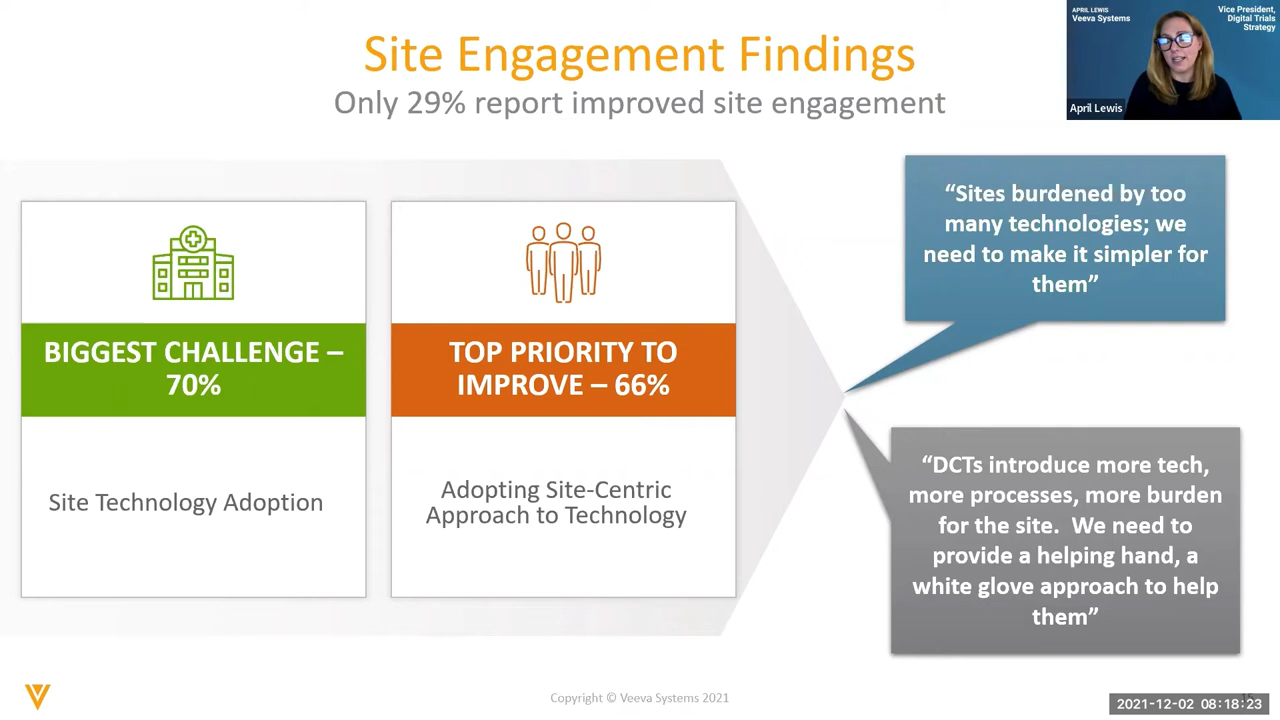 Site Engagement Findings
Only 29% report improved site engagement
APRIL LEWIS
Veeva Systems
Vice President,
Digital Trials
Strategy
April Lewis
BIGGEST CHALLENGE –
70%
Site Technology Adoption
TOP PRIORITY TO
IMPROVE – 66%
Adopting Site-Centric
Approach to Technology
“Sites burdened by too
many technologies; we
need to make it simpler for
them”
“DCTs introduce more tech,
more processes, more burden
for the site. We need to
provide a helping hand, a
white glove approach to help
them”
Copyright © Veeva Systems 2021
2021-12-02 08:18:23